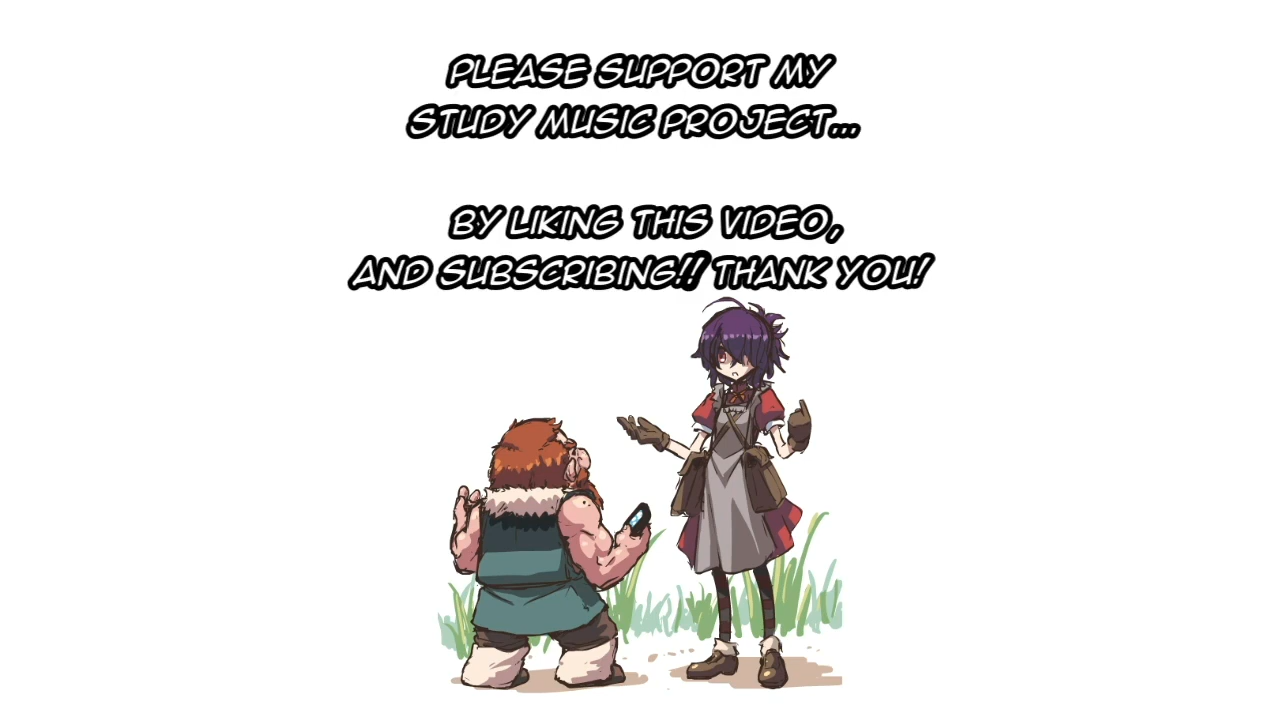 PLEASE SUPPORT MY
STUDY MUSIC PROJECT...
BY LIKING THIS VIDEO,
AND SUBSCRIBING!! THANK YOU!